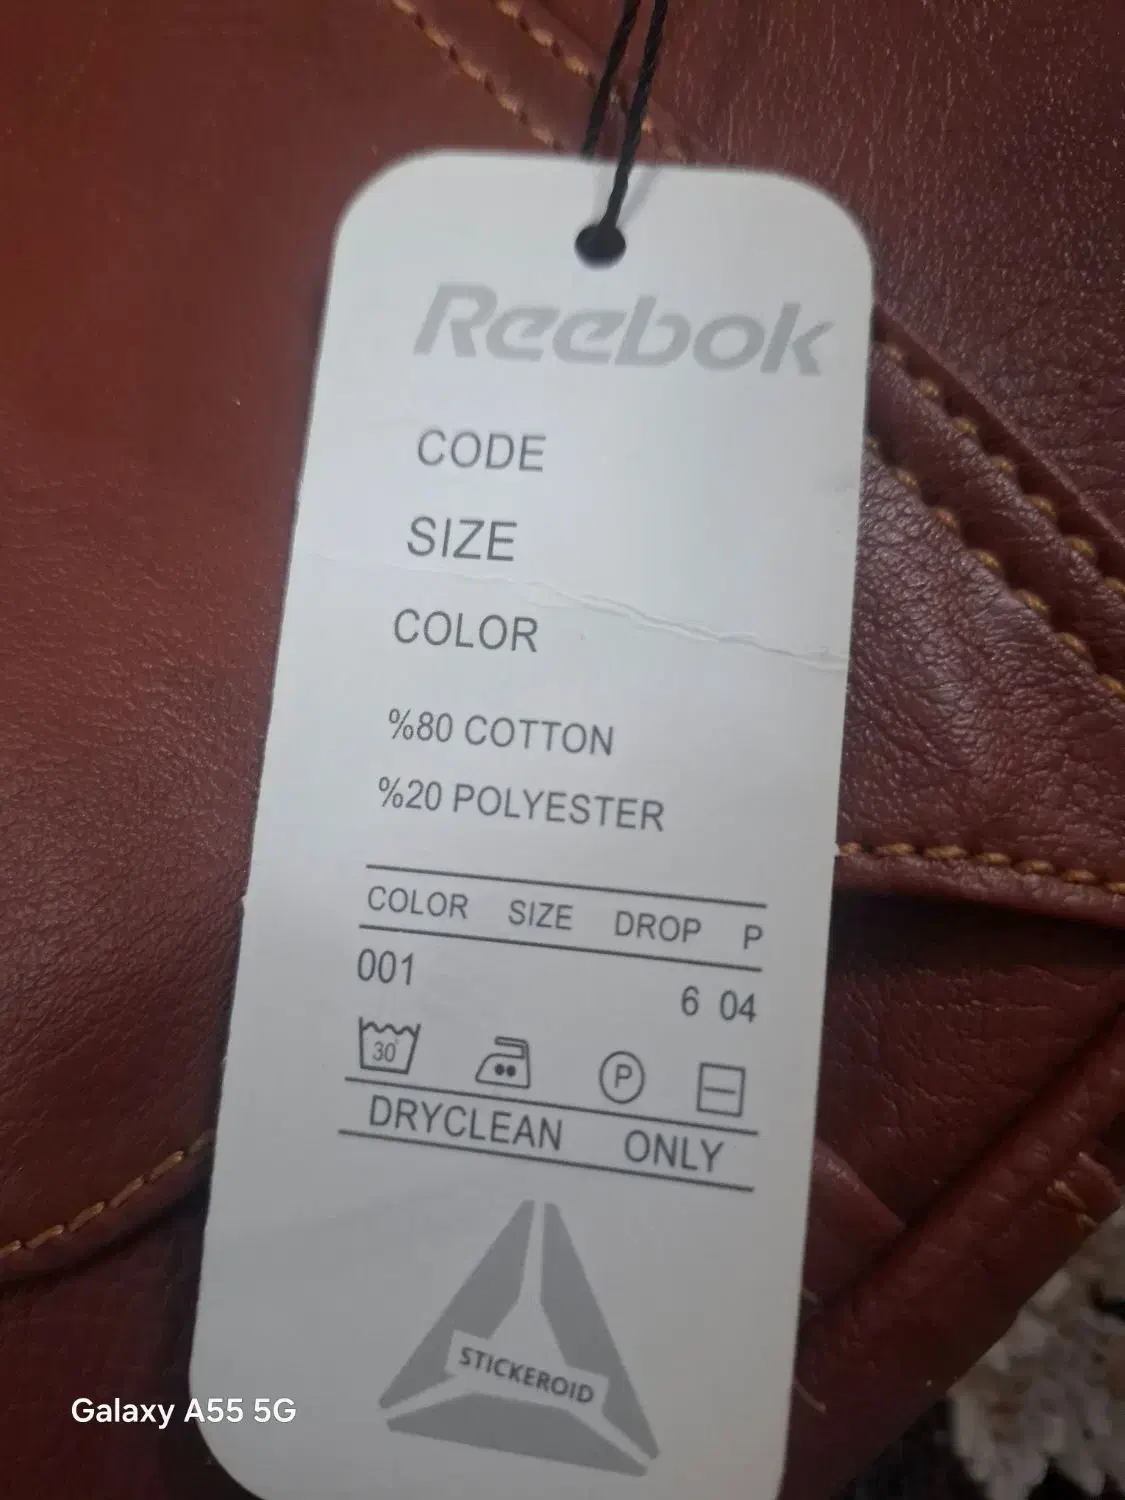 Reebok
CODE
SIZE
COLOR
%80 COTTON
%20 POLYESTER
COLOR SIZE DROP P
001 6 04
30°
P
DRYCLEAN ONLY
STICKEROID
Galaxy A55 5G